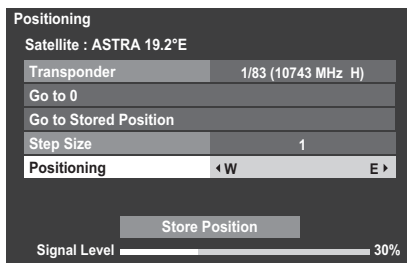 Positioning
Satellite : ASTRA 19.2°E
Transponder 1/83 (10743 MHz H)
Go to 0
Go to Stored Position
Step Size 1
Positioning W E
Store Position
Signal Level 30%